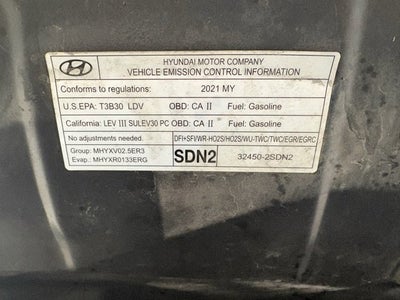 HYUNDAI MOTOR COMPANY
VEHICLE EMISSION CONTROL INFORMATION
Conforms to regulations: 2021 MY
U.S.EPA: T3B30 LDV OBD: CA II Fuel: Gasoline
California: LEV III SULEV30 PC OBD: CA II Fuel: Gasoline
No adjustments needed. DFI+SFI/WR-HO2S/HO2S/WU-TWC/TWC/EGR/EGRC
Group: MHYXV02.5ER3
Evap.: MHYXR0133ERG
SDN2 32450-2SDN2